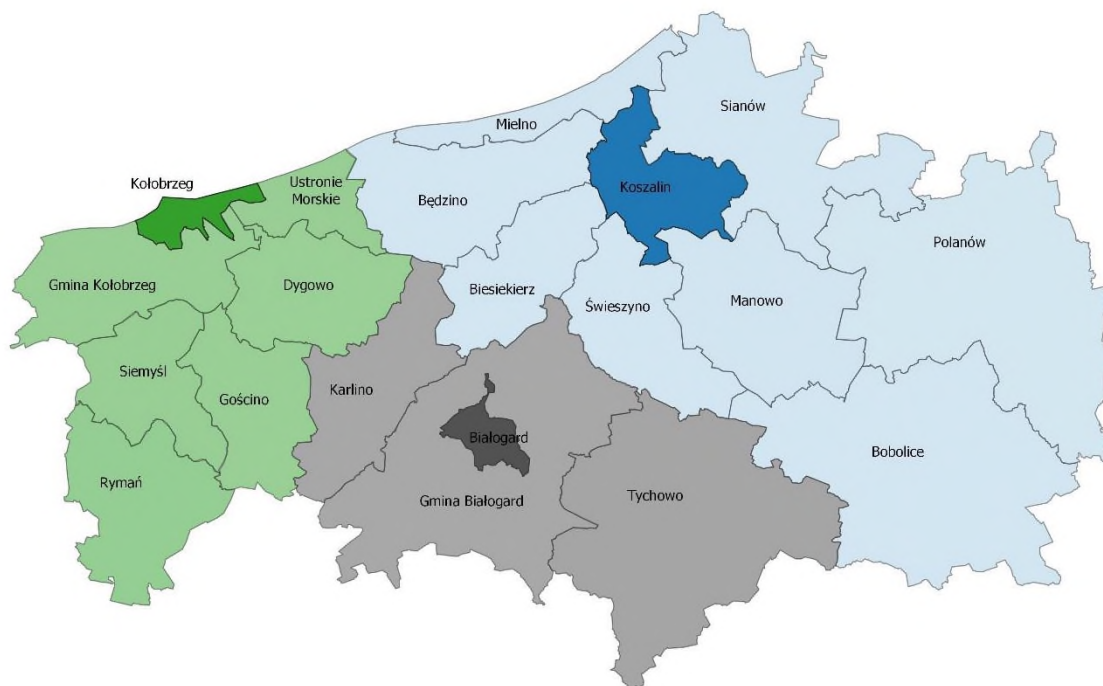 Sianów
Mielno
Kołobrzeg
Ustronie
Morskie
Koszalin
Będzino
Polanów
Gmina Kołobrzeg
Dygowo
Biesiekierz
Świeszyno
Manowo
Siemyśl
Gościno
Karlino
Białogard
Bobolice
Rymań
Gmina Białogard
Tychowo